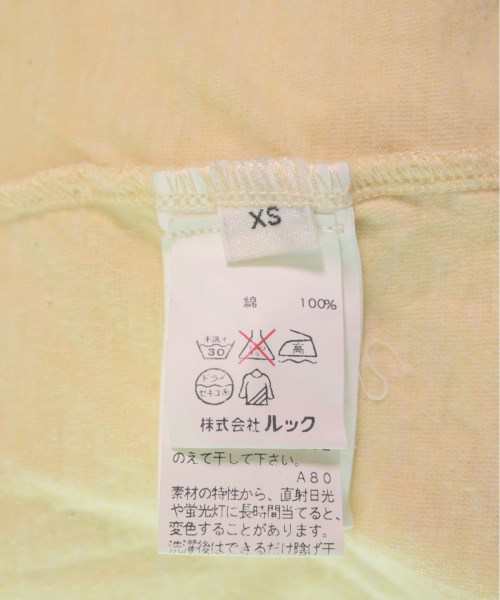 XS
綿 100%
手洗イ
30
高
ドライ
セキユ系
株式会社 ルック
のえて干して下さい。
A80
素材の特性から、直射日光
や蛍光灯に長時間当てると、
変色することがあります。
洗濯後はできるだけ陰げ干